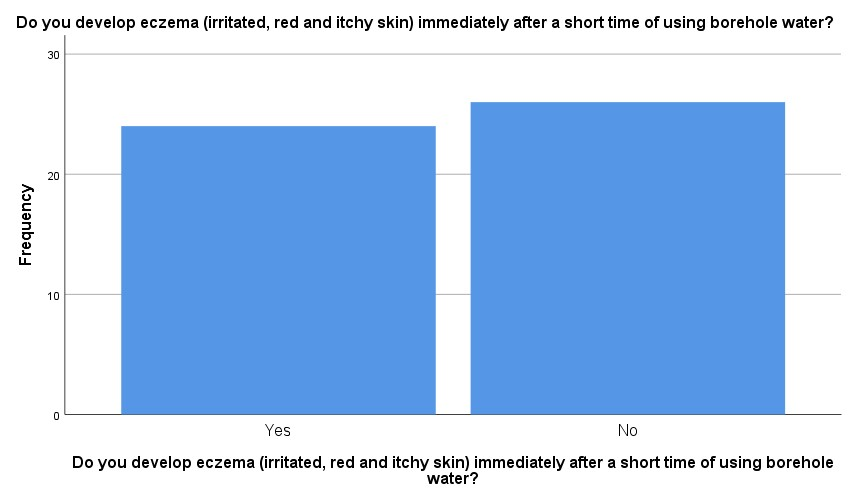 Do you develop eczema (irritated, red and itchy skin) immediately after a short time of using borehole water?
30
20
10
0
Frequency
Yes
No
Do you develop eczema (irritated, red and itchy skin) immediately after a short time of using borehole
water?